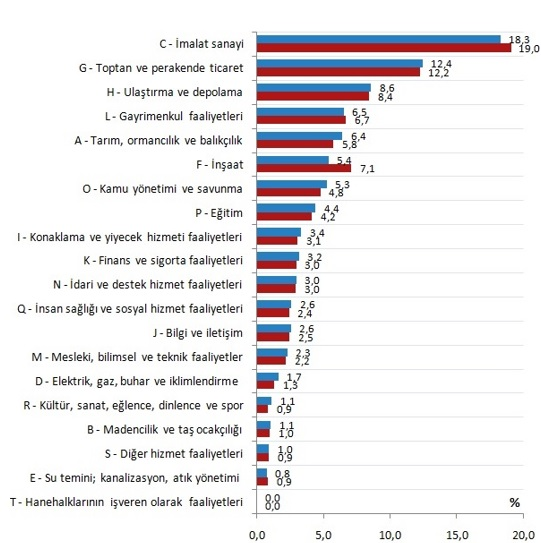 C - İmalat sanayi 18,3
19,0
G - Toptan ve perakende ticaret 12,4
12,2
H - Ulaştırma ve depolama 8,6
8,4
L - Gayrimenkul faaliyetleri 6,5
6,7
A - Tarım, ormancılık ve balıkçılık 6,4
5,8
F - İnşaat 5,4
7,1
O - Kamu yönetimi ve savunma 5,3
4,8
P - Eğitim 4,4
4,2
I - Konaklama ve yiyecek hizmeti faaliyetleri 3,4
3,1
K - Finans ve sigorta faaliyetleri 3,2
3,0
N - İdari ve destek hizmet faaliyetleri 3,0
3,0
Q - İnsan sağlığı ve sosyal hizmet faaliyetleri 2,6
2,4
J - Bilgi ve iletişim 2,6
2,5
M - Mesleki, bilimsel ve teknik faaliyetler 2,3
2,2
D - Elektrik, gaz, buhar ve iklimlendirme 1,7
1,3
R - Kültür, sanat, eğlence, dinlence ve spor 1,1
0,9
B - Madencilik ve taş ocakçılığı 1,1
1,0
S - Diğer hizmet faaliyetleri 1,0
0,9
E - Su temini; kanalizasyon, atık yönetimi 0,8
0,9
T - Hanehalklarının işveren olarak faaliyetleri 0,0
0,0
%
0,0 5,0 10,0 15,0 20,0